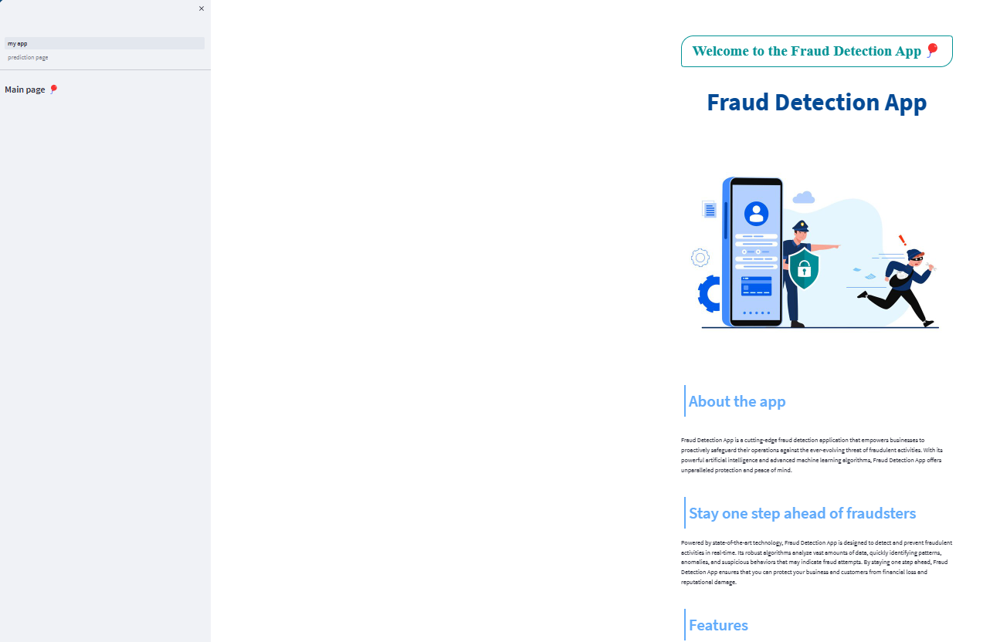 my app
prediction page
Main page
Welcome to the Fraud Detection App
Fraud Detection App
About the app
Fraud Detection App is a cutting-edge fraud detection application that empowers businesses to
proactively safeguard their operations against the ever-evolving threat of fraudulent activities. With its
powerful artificial intelligence and advanced machine learning algorithms, Fraud Detection App offers
unparalleled protection and peace of mind.
Stay one step ahead of fraudsters
Powered by state-of-the-art technology, Fraud Detection App is designed to detect and prevent fraudulent
activities in real-time. Its robust algorithms analyze vast amounts of data, quickly identifying patterns,
anomalies, and suspicious behaviors that may indicate fraud attempts. By staying one step ahead, Fraud
Detection App ensures that you can protect your business and customers from financial loss and
reputational damage.
Features